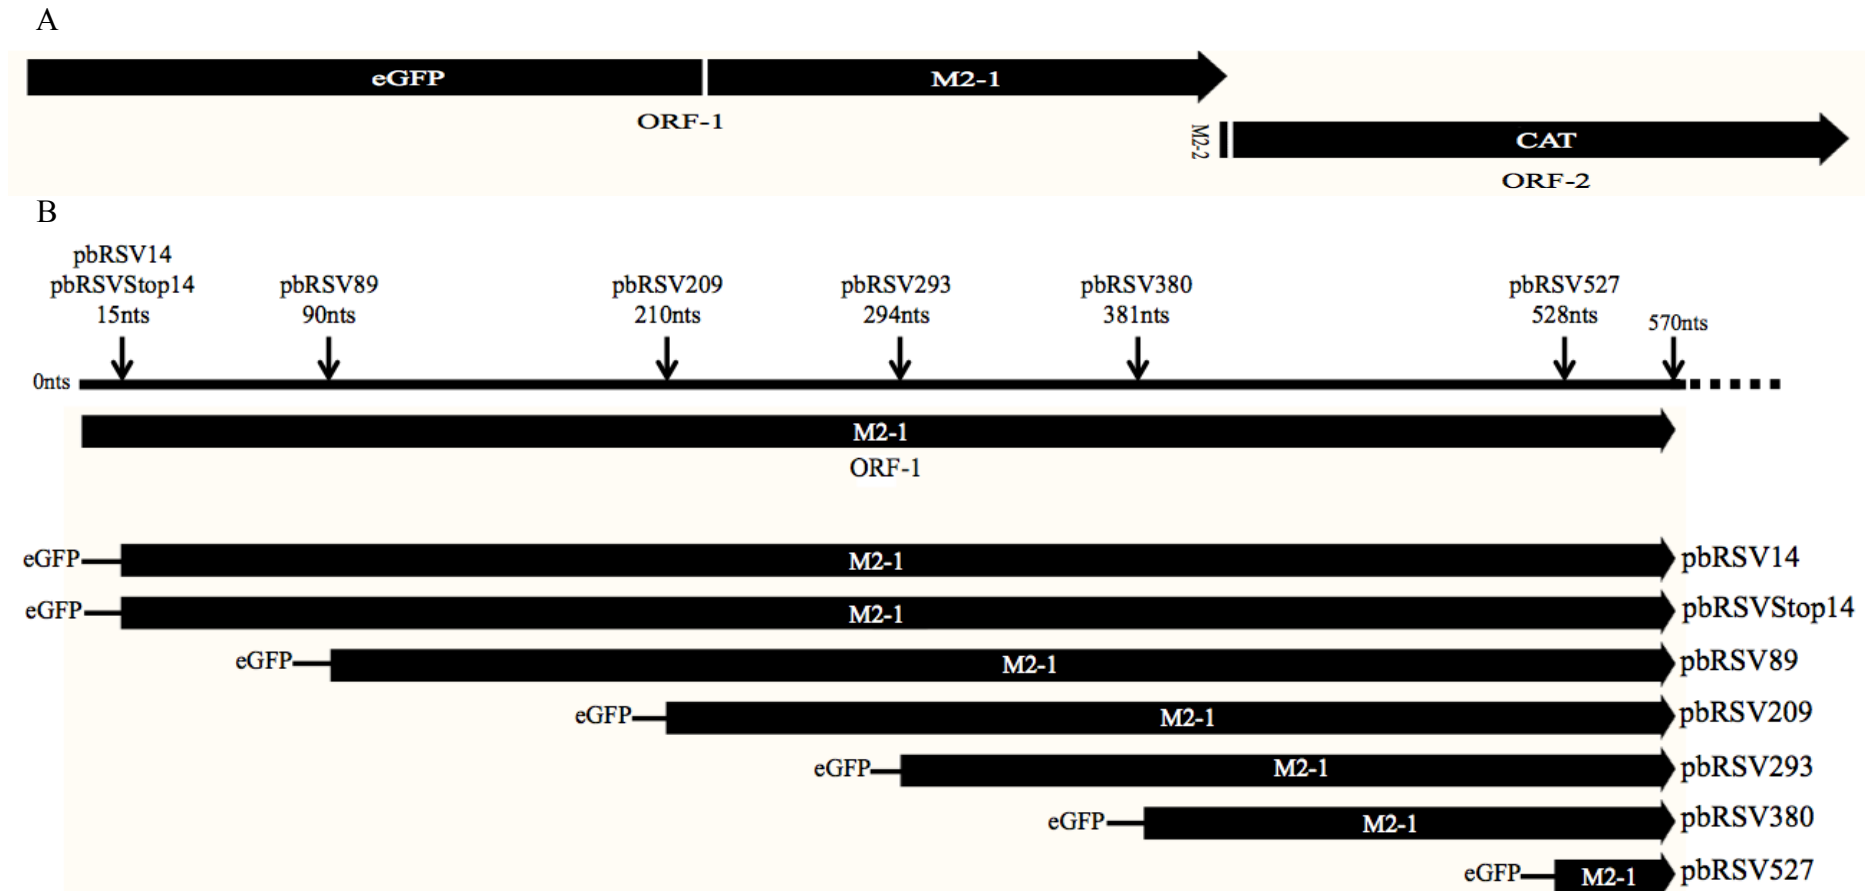 A
eGFP
M2-1
ORF-1
M2-2
CAT
ORF-2
B
pbRSV14
pbRSVStop14
15nts
pbRSV89
90nts
pbRSV209
210nts
pbRSV293
294nts
pbRSV380
381nts
pbRSV527
528nts
570nts
0nts
M2-1
ORF-1
eGFP M2-1 pbRSV14
eGFP M2-1 pbRSVStop14
eGFP M2-1 pbRSV89
eGFP M2-1 pbRSV209
eGFP M2-1 pbRSV293
eGFP M2-1 pbRSV380
eGFP M2-1 pbRSV527